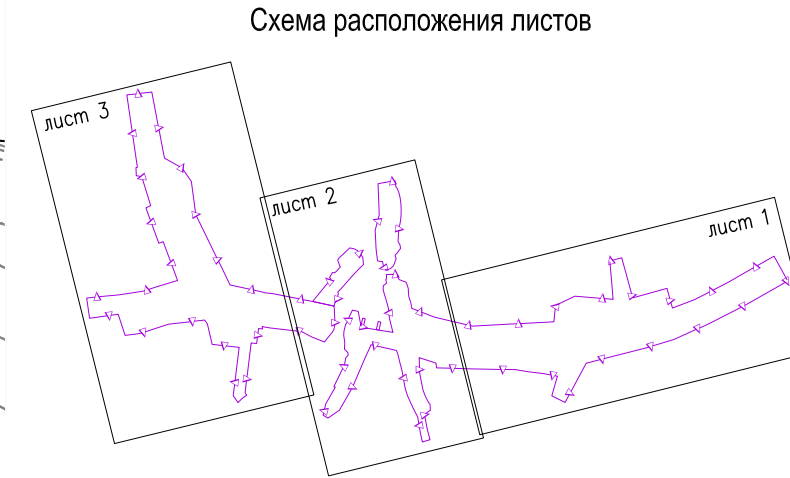 Схема расположения листов
лист 3
лист 2
лист 1